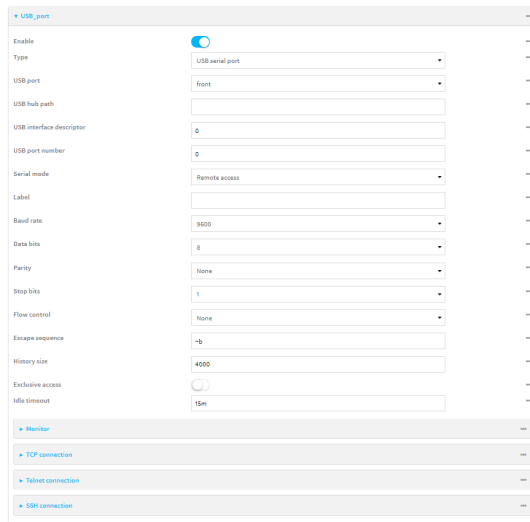 ▾ USB_port
Enable
Type USB serial port
USB port front
USB hub path
USB interface descriptor 0
USB port number 0
Serial mode Remote access
Label
Baud rate 9600
Data bits 8
Parity None
Stop bits 1
Flow control None
Escape sequence ~b
History size 4000
Exclusive access
Idle timeout 15m
▸ Monitor
▸ TCP connection
▸ Telnet connection
▸ SSH connection